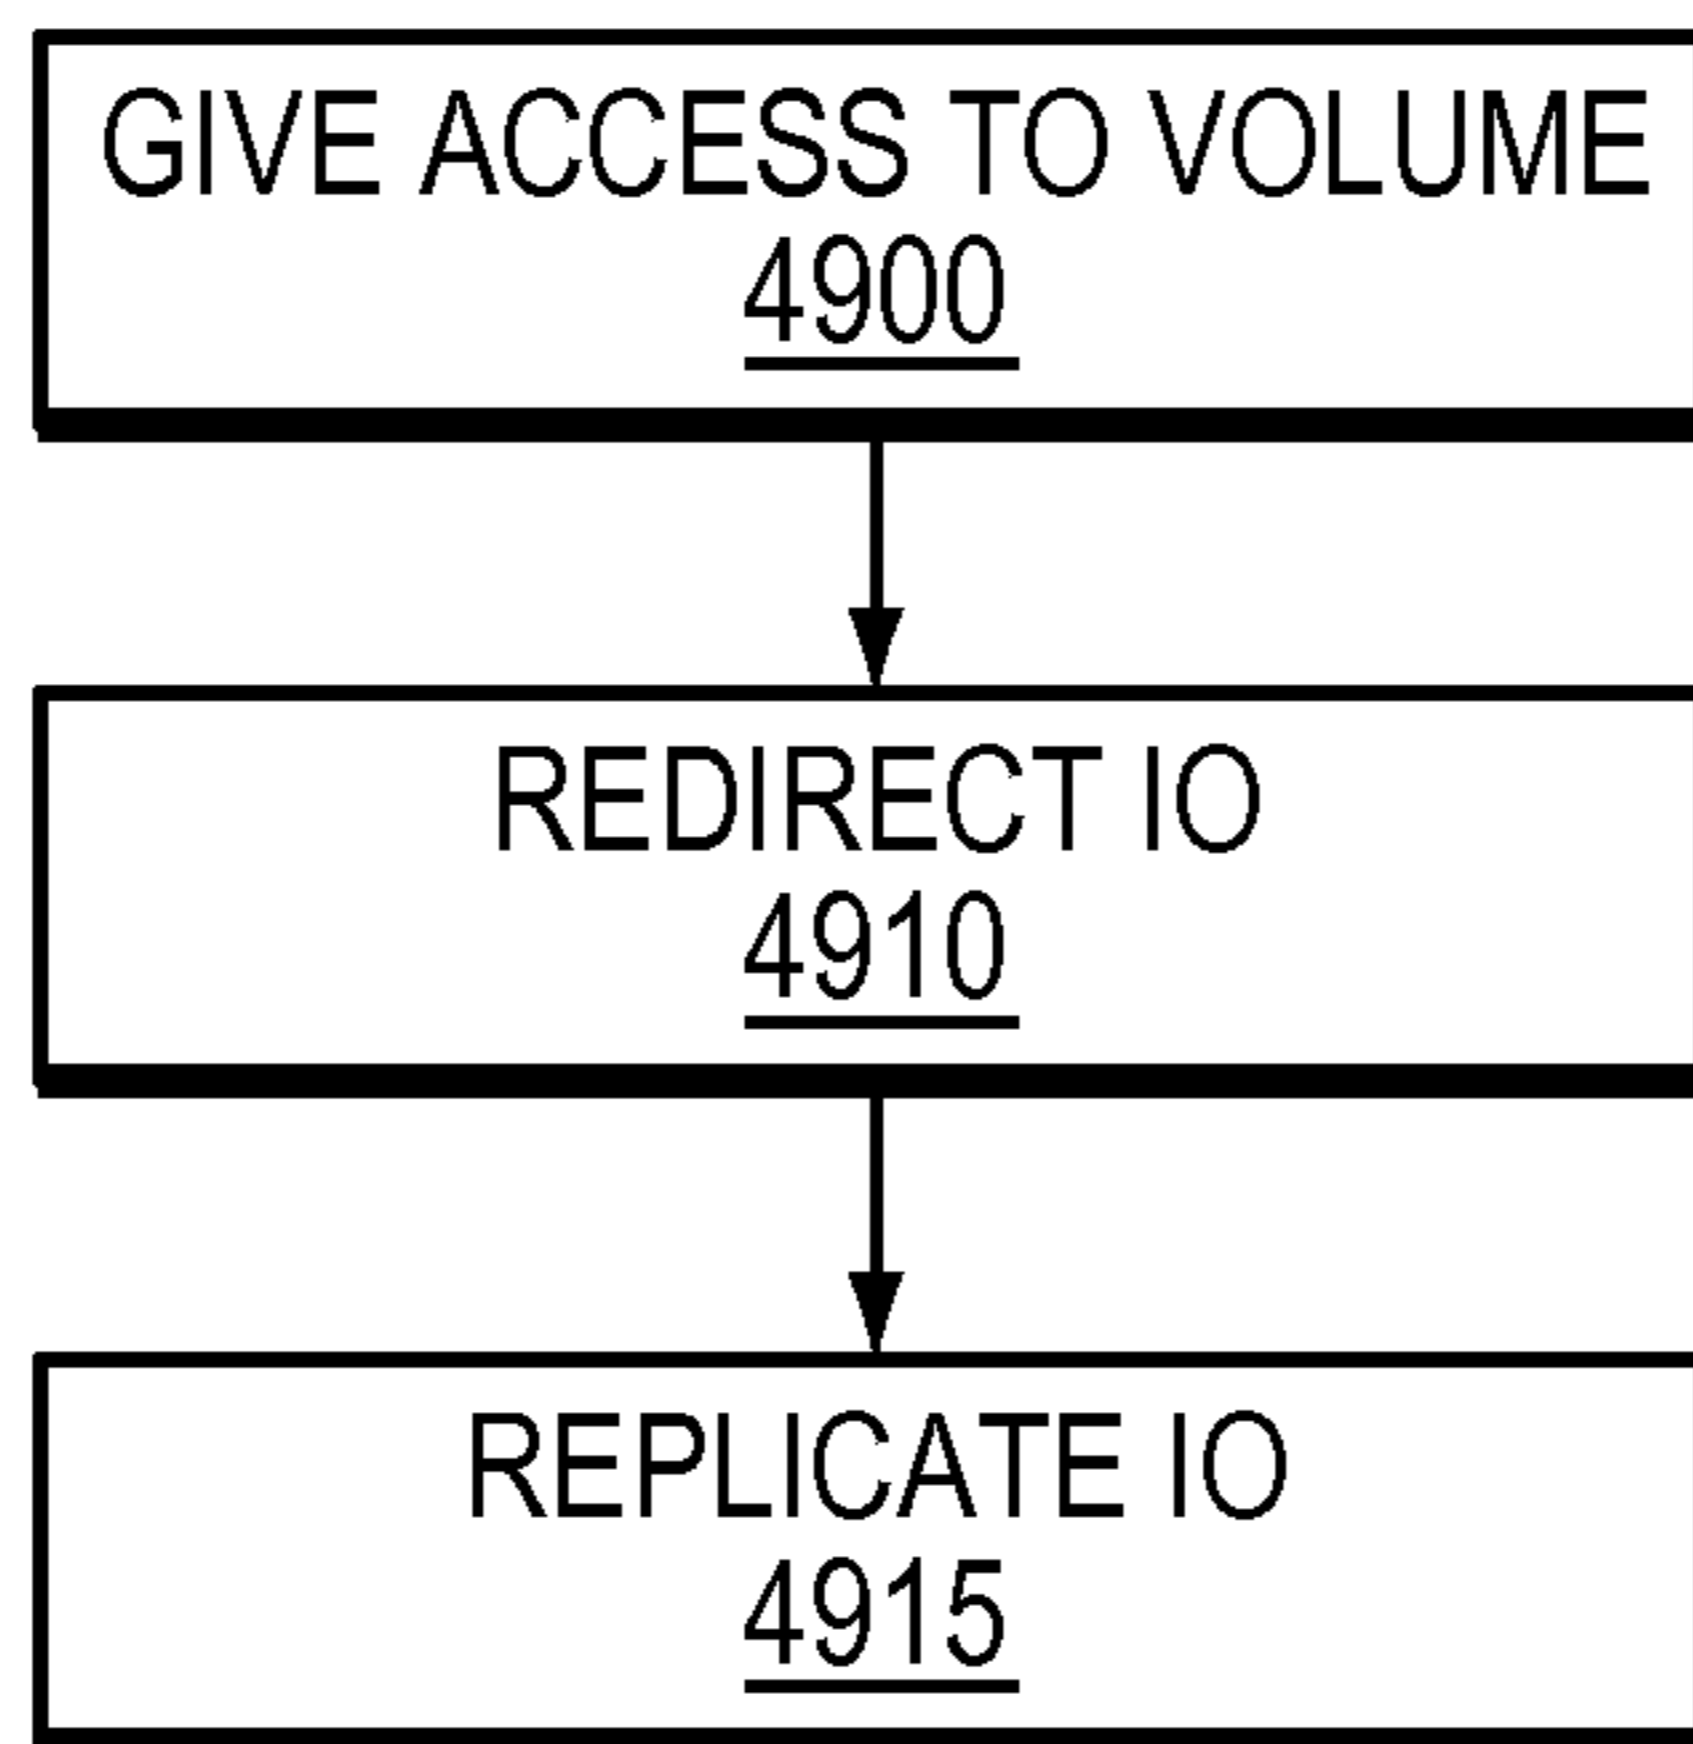 GIVE ACCESS TO VOLUME
4900
REDIRECT IO
4910
REPLICATE IO
4915